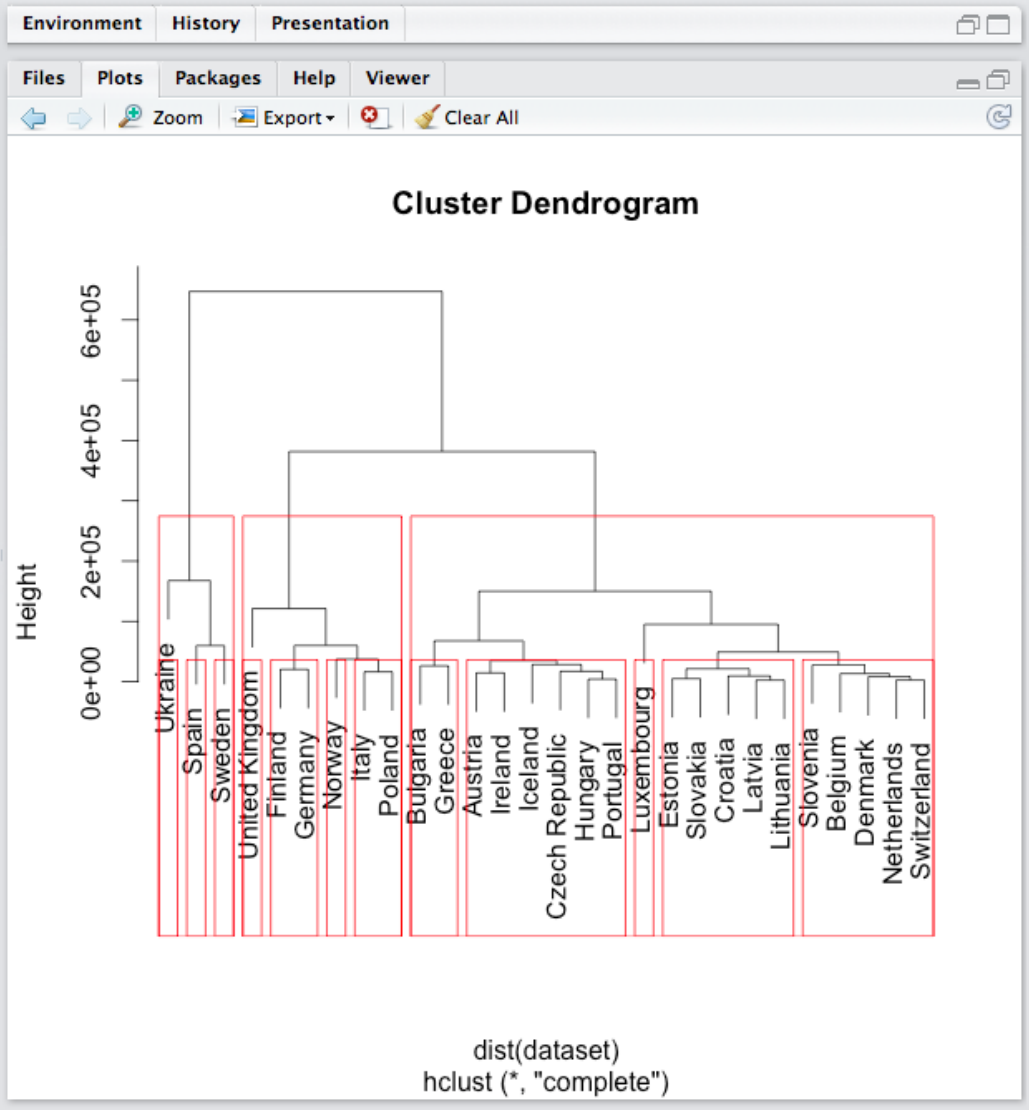 Environment History Presentation
Files Plots Packages Help Viewer
Zoom Export Clear All
Cluster Dendrogram
Height
0e+00 2e+05 4e+05 6e+05
Ukraine
Spain
Sweden
United Kingdom
Finland
Germany
Norway
Italy
Poland
Bulgaria
Greece
Austria
Ireland
Iceland
Czech Republic
Hungary
Portugal
Luxembourg
Estonia
Slovakia
Croatia
Latvia
Lithuania
Slovenia
Belgium
Denmark
Netherlands
Switzerland
dist(dataset)
hclust (*, "complete")